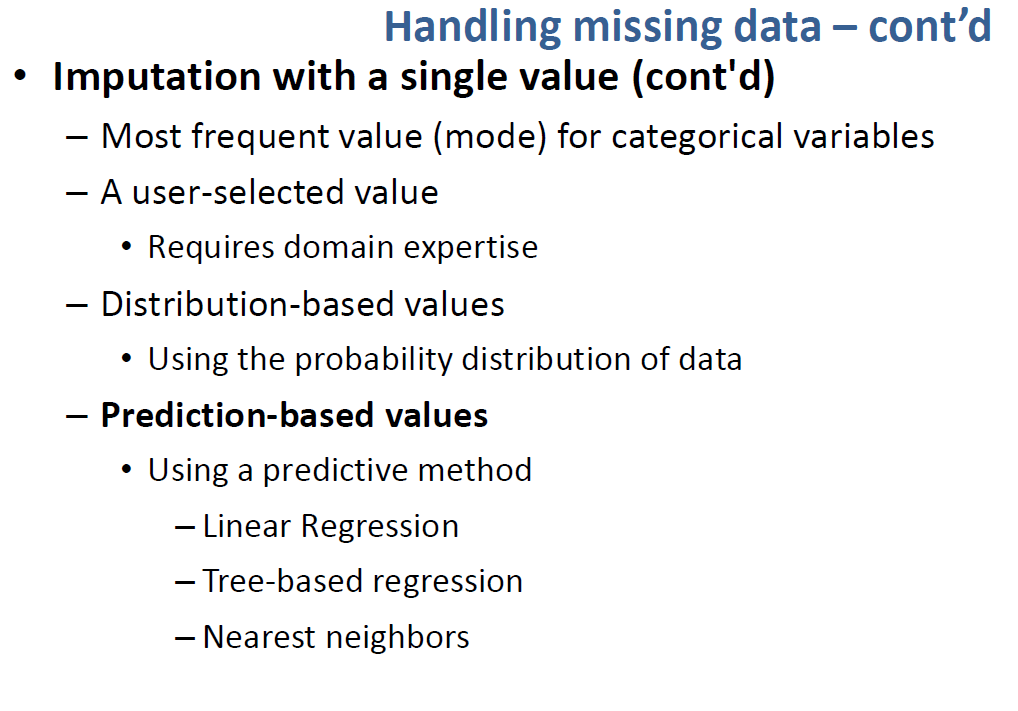 Handling missing data – cont’d
• Imputation with a single value (cont'd)
– Most frequent value (mode) for categorical variables
– A user-selected value
• Requires domain expertise
– Distribution-based values
• Using the probability distribution of data
– Prediction-based values
• Using a predictive method
– Linear Regression
– Tree-based regression
– Nearest neighbors